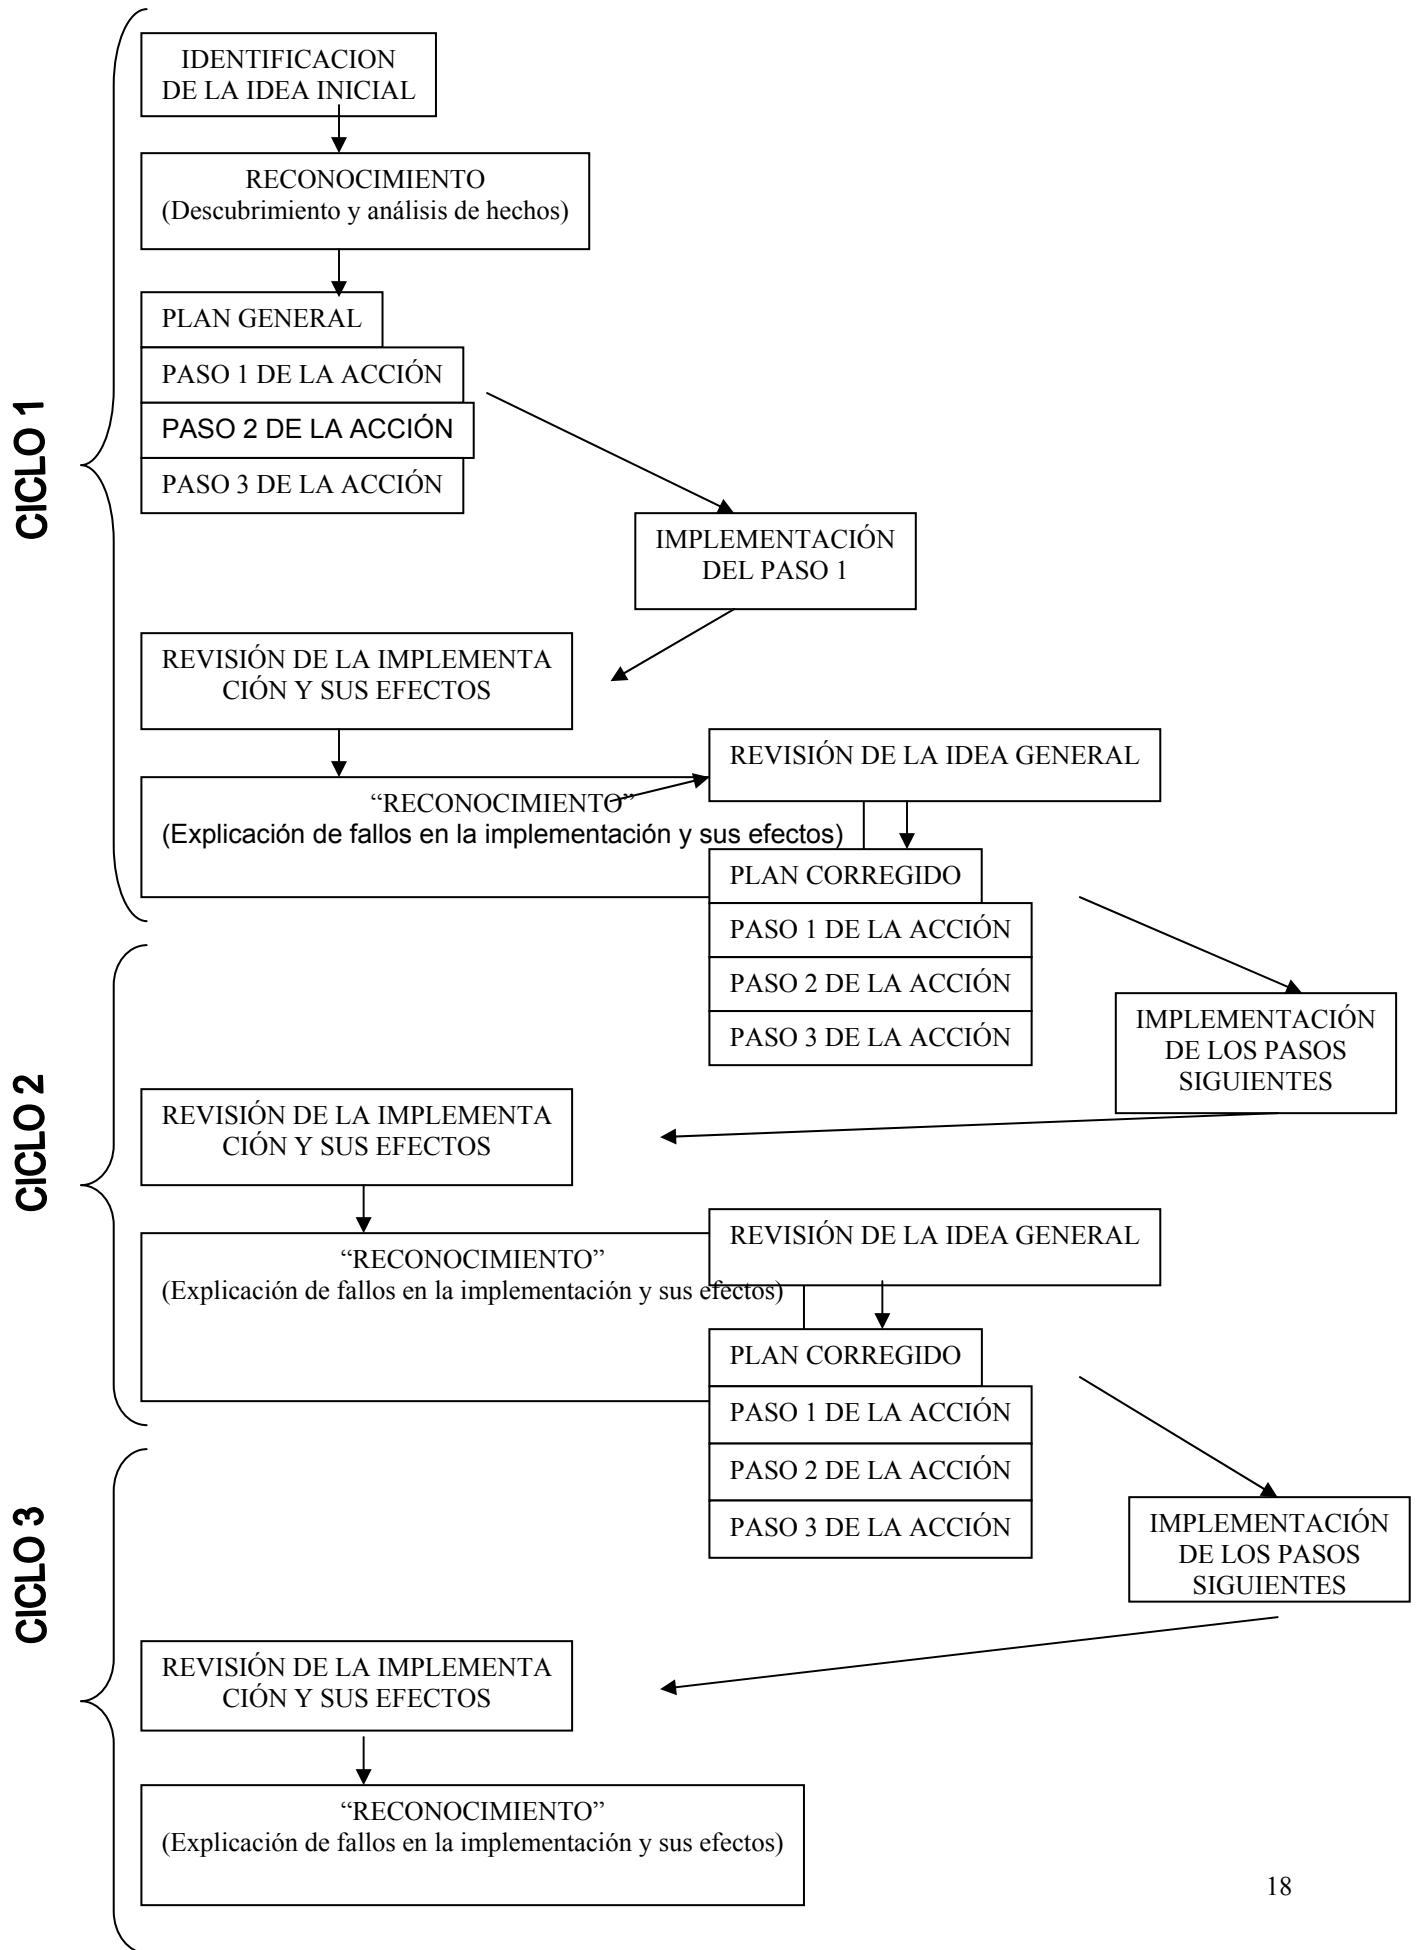 CICLO 1
IDENTIFICACION
DE LA IDEA INICIAL
RECONOCIMIENTO
(Descubrimiento y análisis de hechos)
PLAN GENERAL
PASO 1 DE LA ACCIÓN
PASO 2 DE LA ACCIÓN
PASO 3 DE LA ACCIÓN
IMPLEMENTACIÓN
DEL PASO 1
REVISIÓN DE LA IMPLEMENTA
CIÓN Y SUS EFECTOS
“RECONOCIMIENTO”
(Explicación de fallos en la implementación y sus efectos)
REVISIÓN DE LA IDEA GENERAL
PLAN CORREGIDO
PASO 1 DE LA ACCIÓN
PASO 2 DE LA ACCIÓN
PASO 3 DE LA ACCIÓN
IMPLEMENTACIÓN
DE LOS PASOS
SIGUIENTES
CICLO 2
REVISIÓN DE LA IMPLEMENTA
CIÓN Y SUS EFECTOS
“RECONOCIMIENTO”
(Explicación de fallos en la implementación y sus efectos)
REVISIÓN DE LA IDEA GENERAL
PLAN CORREGIDO
PASO 1 DE LA ACCIÓN
PASO 2 DE LA ACCIÓN
PASO 3 DE LA ACCIÓN
IMPLEMENTACIÓN
DE LOS PASOS
SIGUIENTES
CICLO 3
REVISIÓN DE LA IMPLEMENTA
CIÓN Y SUS EFECTOS
“RECONOCIMIENTO”
(Explicación de fallos en la implementación y sus efectos)
18